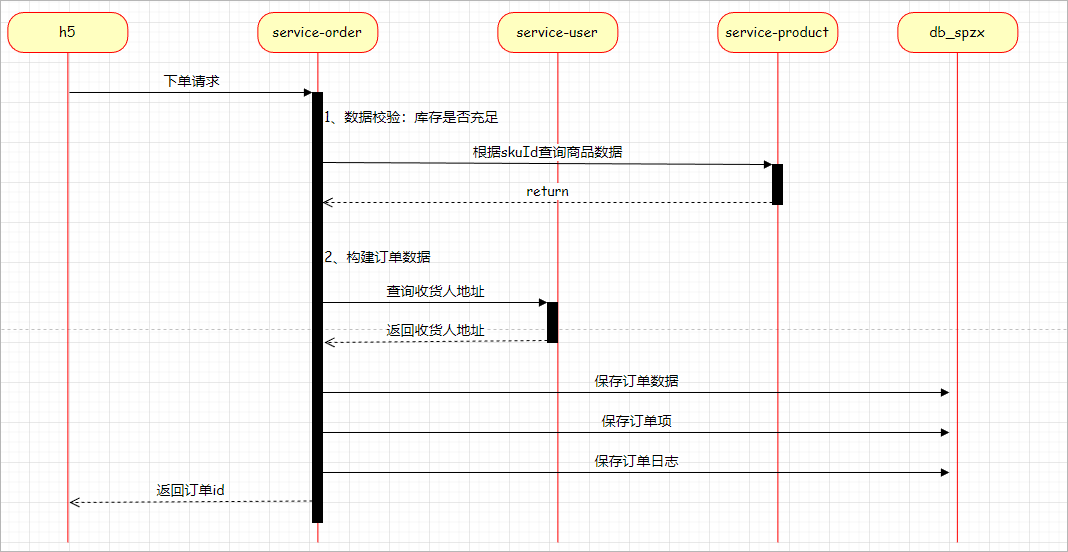 h5
service-order
service-user
service-product
db_spzx
下单请求
1、数据校验：库存是否充足
根据skuId查询商品数据
return
2、构建订单数据
查询收货人地址
返回收货人地址
保存订单数据
保存订单项
保存订单日志
返回订单id